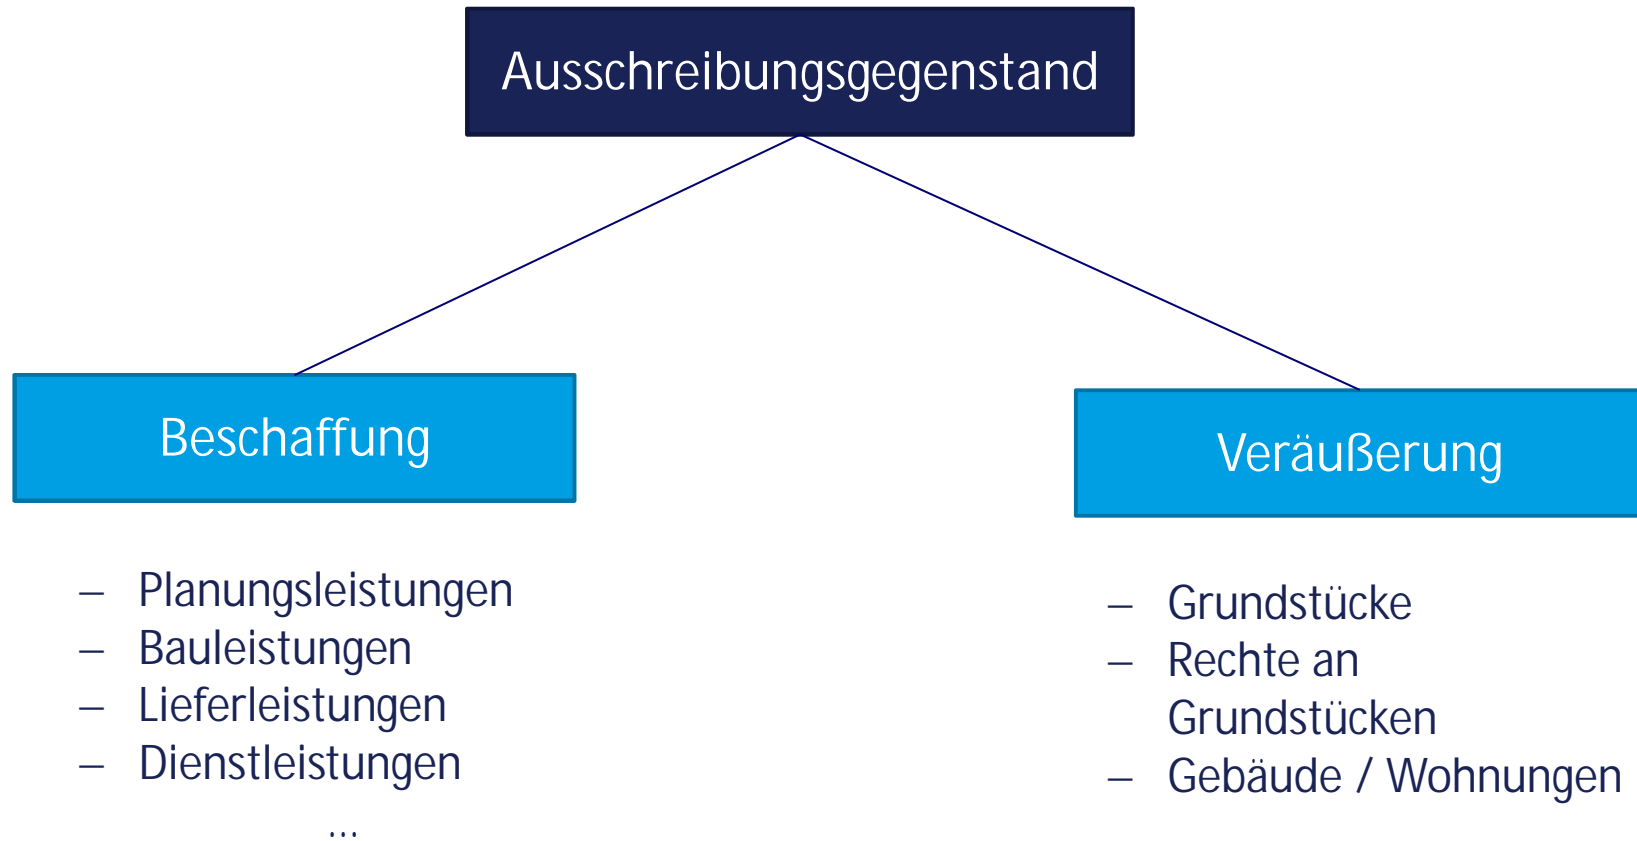 Ausschreibungsgegenstand
Beschaffung
– Planungsleistungen
– Bauleistungen
– Lieferleistungen
– Dienstleistungen
...
Veräußerung
– Grundstücke
– Rechte an
Grundstücken
– Gebäude / Wohnungen